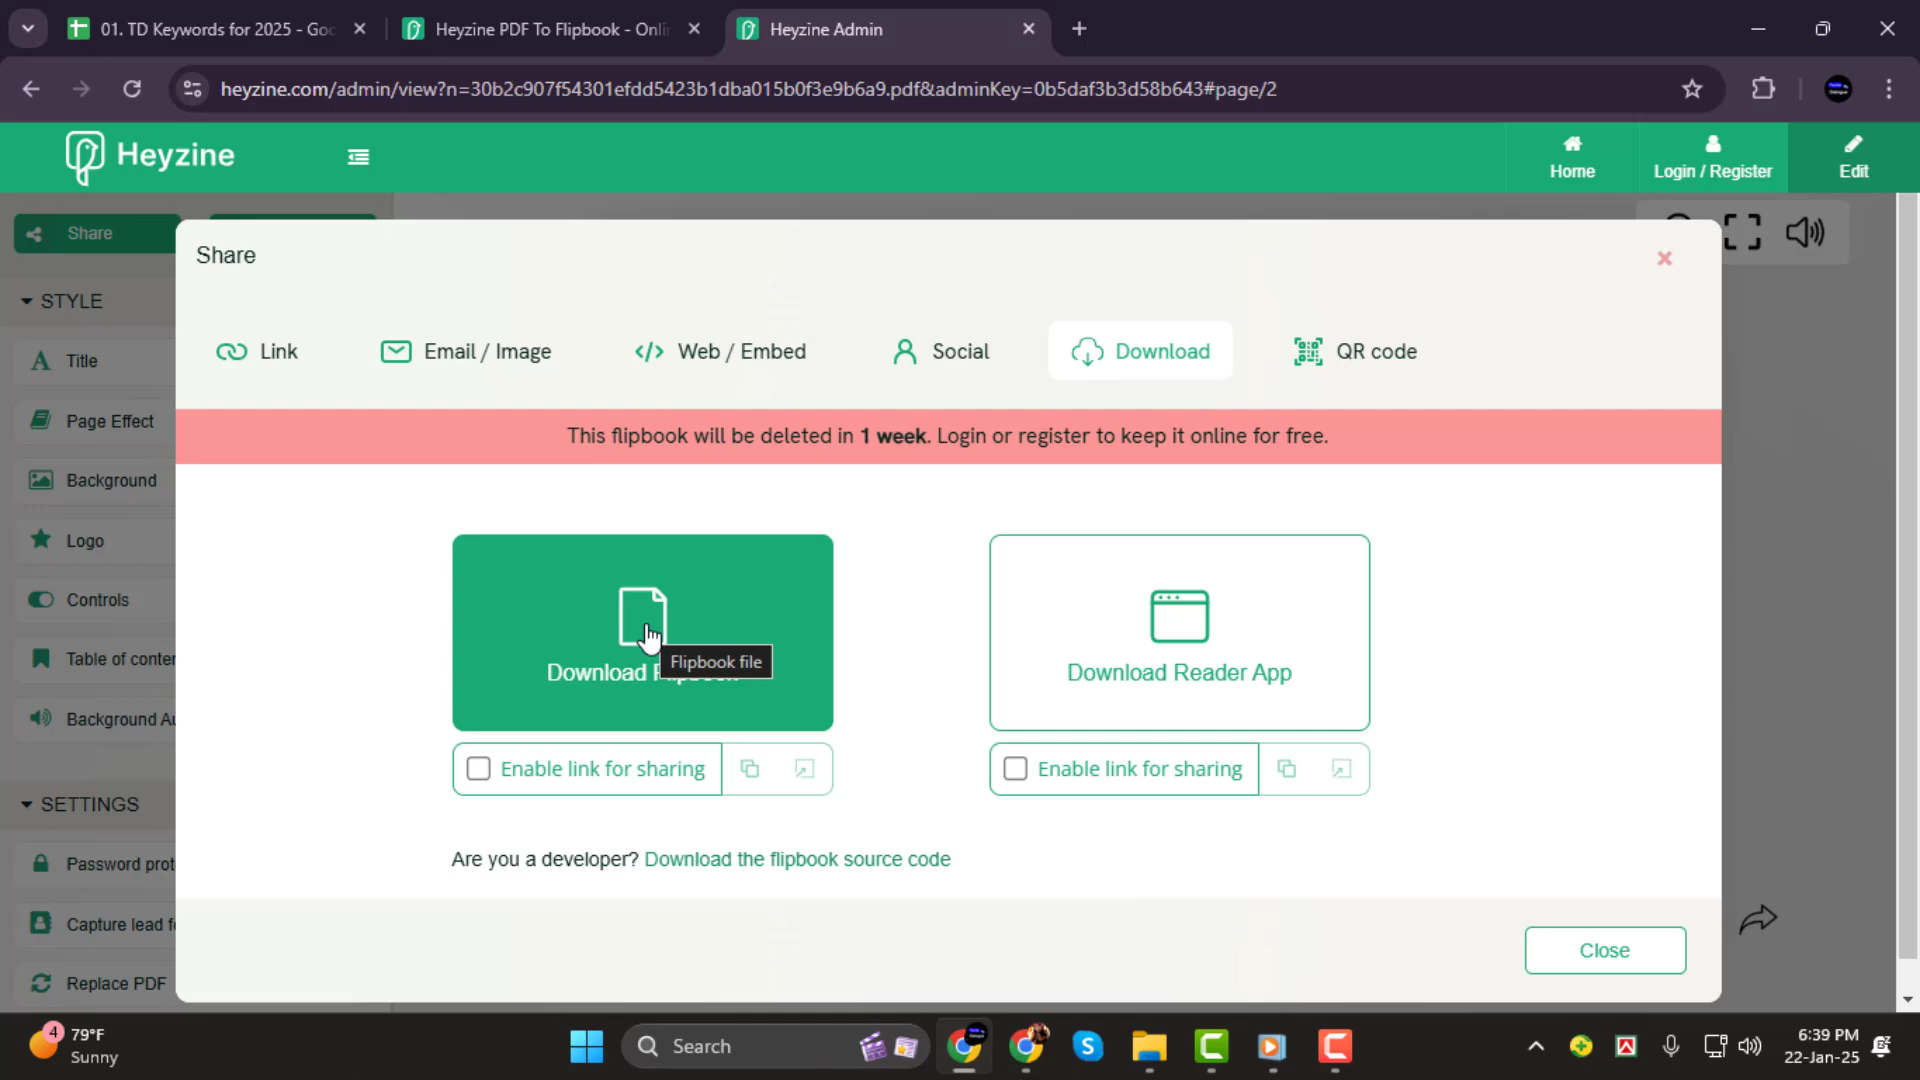 01. TD Keywords for 2025 - Goo
Heyzine PDF To Flipbook - Onli
Heyzine Admin
heyzine.com/admin/view?n=30b2c907f54301efdd5423b1dba015b0f3e9b6a9.pdf&adminKey=0b5daf3b3d58b643#page/2
Heyzine
Home
Login / Register
Edit
Share
Share
Link
Email / Image
Web / Embed
Social
Download
QR code
This flipbook will be deleted in 1 week. Login or register to keep it online for free.
STYLE
Title
Page Effect
Background
Logo
Controls
Table of conten
Background Au
SETTINGS
Password prot
Capture lead fo
Replace PDF
Download
Flipbook file
Download Reader App
Enable link for sharing
Enable link for sharing
Are you a developer? Download the flipbook source code
Close
4
79°F
Sunny
Search
6:39 PM
22-Jan-25